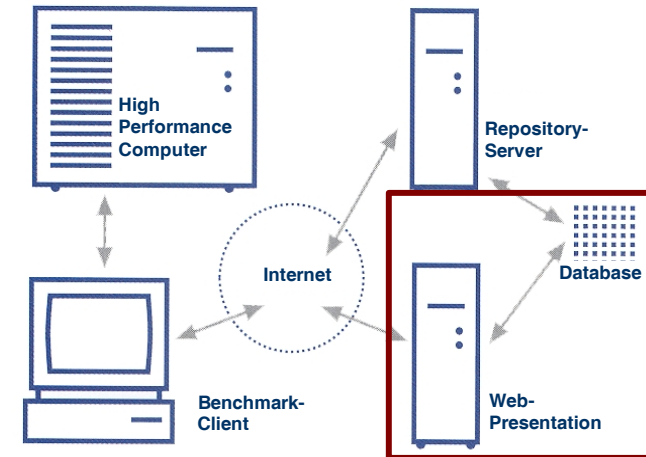 High
Performance
Computer
Repository-
Server
Internet
Database
Benchmark-
Client
Web-
Presentation